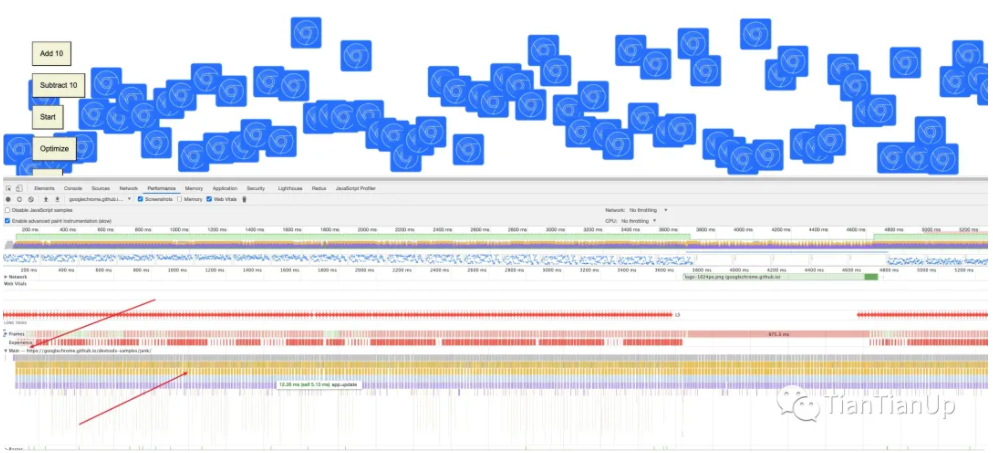 Add 10
Subtract 10
Start
Optimize
Elements Console Sources Network Performance Memory Application Security Lighthouse Redux JavaScript Profiler
googlechrome.github.i... Screenshots Memory Web Vitals
Disable JavaScript samples Network: No throttling
Enable advanced paint instrumentation (slow) CPU: No throttling
200 ms 400 ms 600 ms 800 ms 1000 ms 1200 ms 1400 ms 1600 ms 1800 ms 2000 ms 2200 ms 2400 ms 2600 ms 2800 ms 3000 ms 3200 ms 3400 ms 3600 ms 3800 ms 4000 ms 4200 ms 4400 ms 4600 ms 4800 ms 5000 ms 5200 ms
200 ms 400 ms 600 ms 800 ms 1000 ms 1200 ms 1400 ms 1600 ms 1800 ms 2000 ms 2200 ms 2400 ms 2600 ms 2800 ms 3000 ms 3200 ms 3400 ms 3600 ms 3800 ms 4000 ms 4200 ms 4400 ms 4600 ms 4800 ms 5000 ms 5200 ms
Network logo-1024px.png (googlechrome.github.io)
Web Vitals
LS
LONG TASKS
Frames 975.3 ms
Experience
Main — https://googlechrome.github.io/devtools-samples/jank/
12.35 ms (self 5.13 ms) app.update
TianTianUp